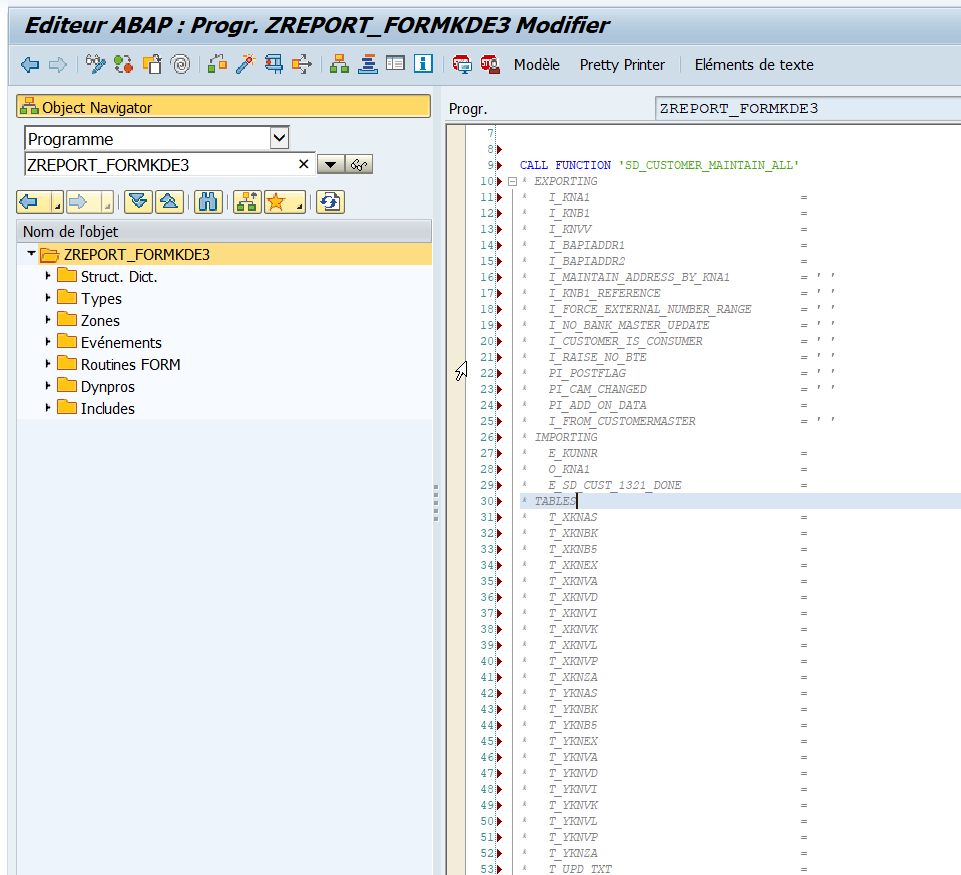 Editeur ABAP : Progr. ZREPORT_FORMKDE3 Modifier
Modèle Pretty Printer Eléments de texte
Object Navigator
Programme
ZREPORT_FORMKDE3
Nom de l'objet
ZREPORT_FORMKDE3
Struct. Dict.
Types
Zones
Evénements
Routines FORM
Dynpros
Includes
Progr. ZREPORT_FORMKDE3
7
8
9 CALL FUNCTION 'SD_CUSTOMER_MAINTAIN_ALL'
10 * EXPORTING
11 * I_KNA1 =
12 * I_KNB1 =
13 * I_KNVV =
14 * I_BAPIADDR1 =
15 * I_BAPIADDR2 =
16 * I_MAINTAIN_ADDRESS_BY_KNA1 = ' '
17 * I_KNB1_REFERENCE = ' '
18 * I_FORCE_EXTERNAL_NUMBER_RANGE = ' '
19 * I_NO_BANK_MASTER_UPDATE = ' '
20 * I_CUSTOMER_IS_CONSUMER = ' '
21 * I_RAISE_NO_BTE = ' '
22 * PI_POSTFLAG = ' '
23 * PI_CAM_CHANGED = ' '
24 * PI_ADD_ON_DATA =
25 * I_FROM_CUSTOMERMASTER = ' '
26 * IMPORTING
27 * E_KUNNR =
28 * O_KNA1 =
29 * E_SD_CUST_1321_DONE =
30 * TABLES
31 * T_XKNAS =
32 * T_XKNBK =
33 * T_XKNB5 =
34 * T_XKNEX =
35 * T_XKNVA =
36 * T_XKNVD =
37 * T_XKNVI =
38 * T_XKNVK =
39 * T_XKNVL =
40 * T_XKNVP =
41 * T_XKNZA =
42 * T_YKNAS =
43 * T_YKNBK =
44 * T_YKNB5 =
45 * T_YKNEX =
46 * T_YKNVA =
47 * T_YKNVD =
48 * T_YKNVI =
49 * T_YKNVK =
50 * T_YKNVL =
51 * T_YKNVP =
52 * T_YKNZA =
53 * T_UPD_TXT =